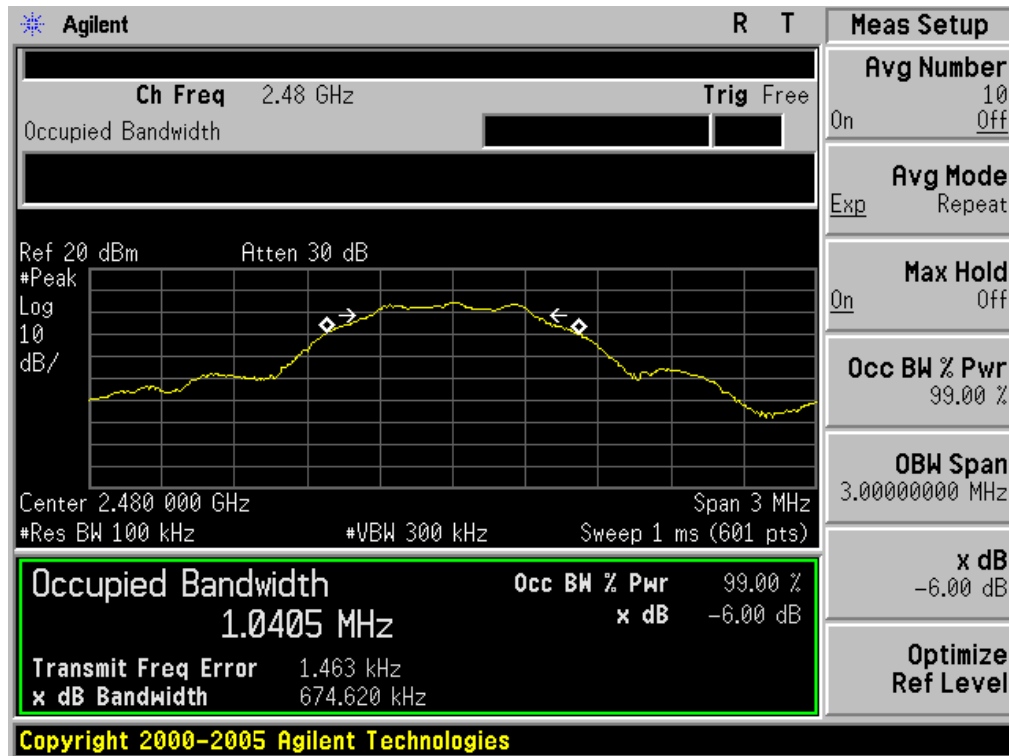 Agilent R T
Ch Freq 2.48 GHz Trig Free
Occupied Bandwidth
Ref 20 dBm Atten 30 dB
#Peak
Log
10
dB/
Center 2.480 000 GHz Span 3 MHz
#Res BW 100 kHz #VBW 300 kHz Sweep 1 ms (601 pts)
Occupied Bandwidth
1.0405 MHz
Occ BW % Pwr 99.00 %
x dB -6.00 dB
Transmit Freq Error 1.463 kHz
x dB Bandwidth 674.620 kHz
Copyright 2000-2005 Agilent Technologies
Meas Setup
Avg Number
10
On Off
Avg Mode
Exp Repeat
Max Hold
On Off
Occ BW % Pwr
99.00 %
OBW Span
3.00000000 MHz
x dB
-6.00 dB
Optimize
Ref Level